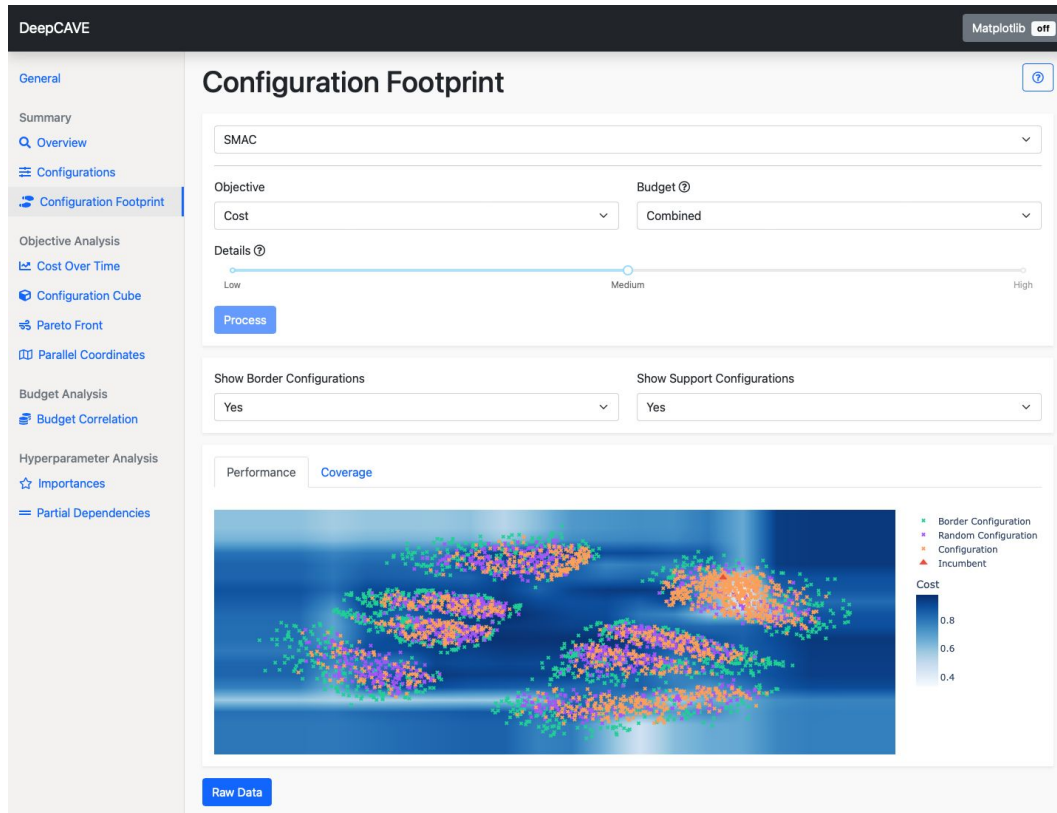 DeepCAVE
Matplotlib off
General
Summary
Overview
Configurations
Configuration Footprint
Objective Analysis
Cost Over Time
Configuration Cube
Pareto Front
Parallel Coordinates
Budget Analysis
Budget Correlation
Hyperparameter Analysis
Importances
Partial Dependencies
Configuration Footprint
SMAC
Objective
Budget
Cost
Combined
Details
Low
Medium
High
Process
Show Border Configurations
Show Support Configurations
Yes
Yes
Performance
Coverage
Border Configuration
Random Configuration
Configuration
Incumbent
Cost
0.8
0.6
0.4
Raw Data